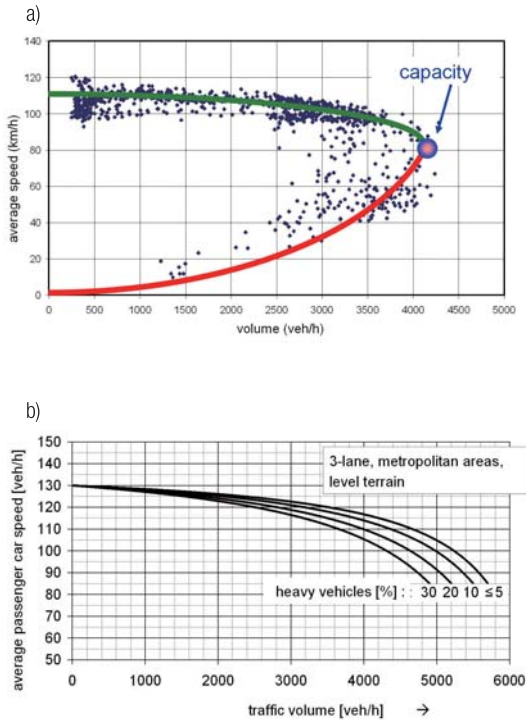 a)
140
120
100
80
60
40
20
0
average speed (km/h)
capacity
0 500 1000 1500 2000 2500 3000 3500 4000 4500 5000
volume (veh/h)
b)
150
140
130
120
110
100
90
80
70
60
50
average passenger car speed [veh/h]
3-lane, metropolitan areas,
level terrain
heavy vehicles [%] : : 30 20 10 ≤5
0 1000 2000 3000 4000 5000 6000
traffic volume [veh/h] →